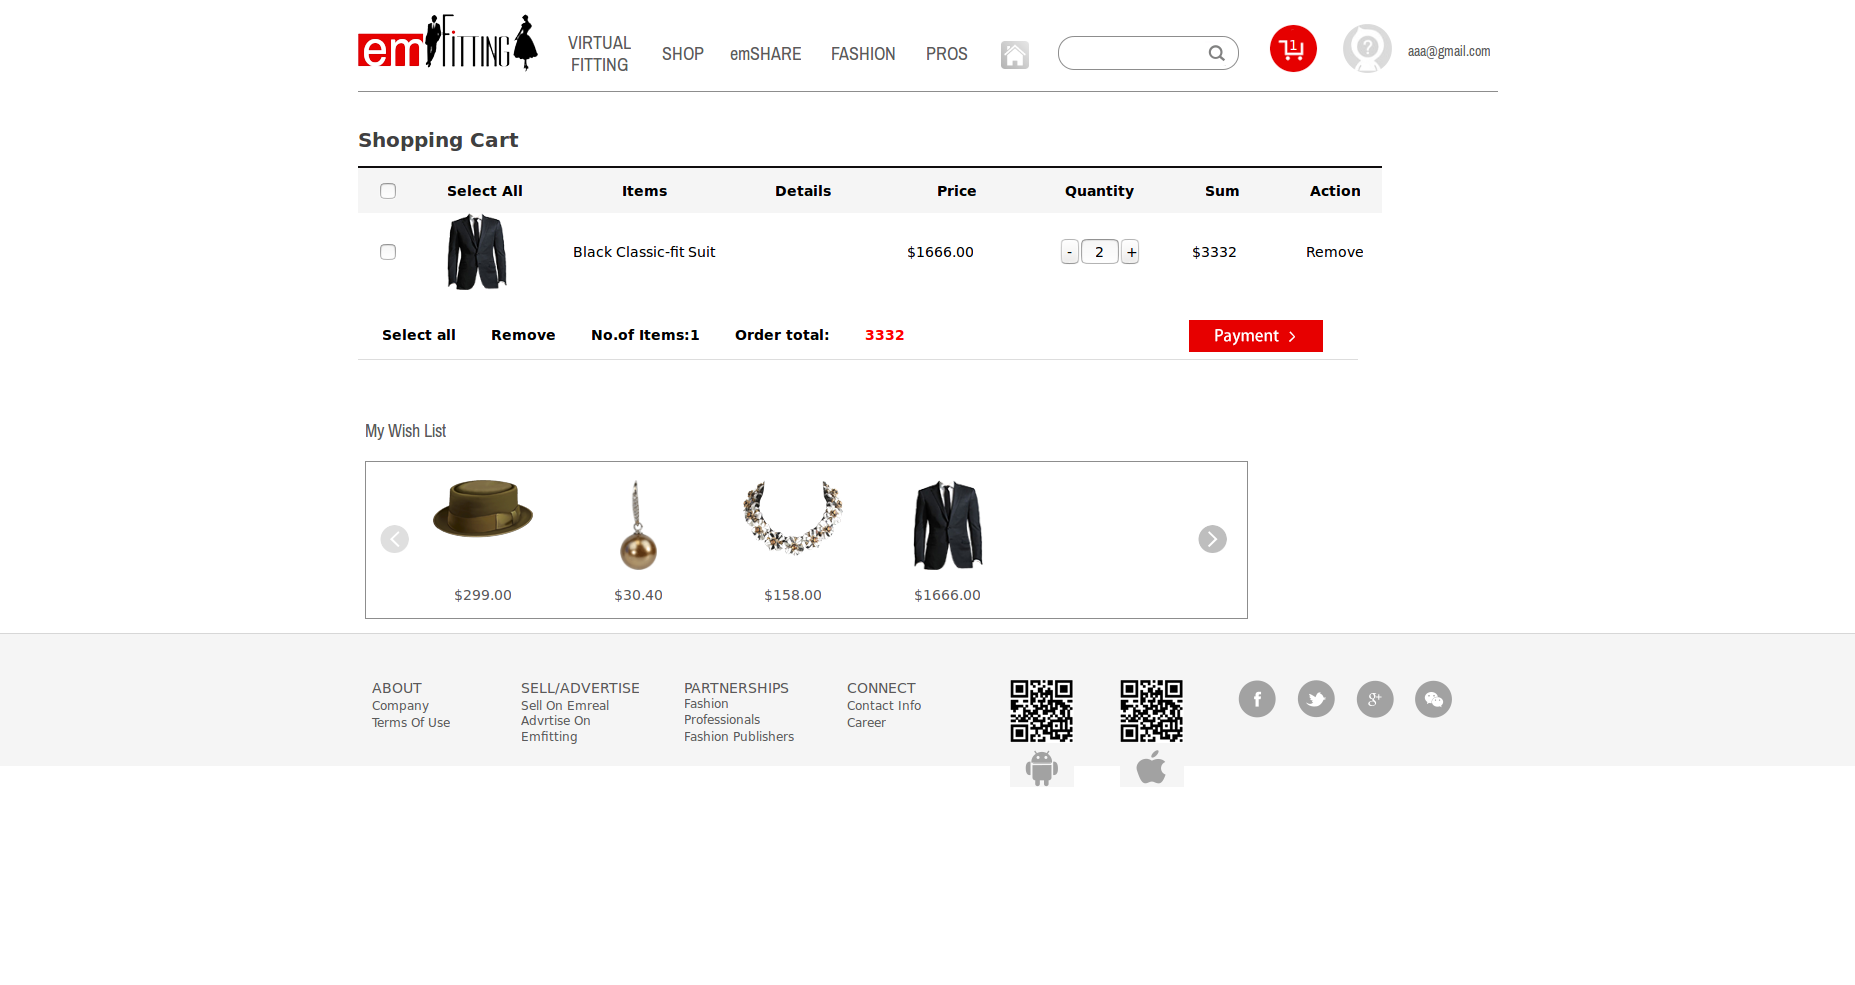 em FITTING
VIRTUAL
FITTING
SHOP
emSHARE
FASHION
PROS
1
?
aaa@gmail.com
Shopping Cart
Select All Items Details Price Quantity Sum Action
Black Classic-fit Suit $1666.00 - 2 + $3332 Remove
Select all Remove No.of Items:1 Order total: 3332 Payment >
My Wish List
$299.00 $30.40 $158.00 $1666.00
ABOUT
Company
Terms Of Use
SELL/ADVERTISE
Sell On Emreal
Advrtise On
Emfitting
PARTNERSHIPS
Fashion
Professionals
Fashion Publishers
CONNECT
Contact Info
Career
f
g+